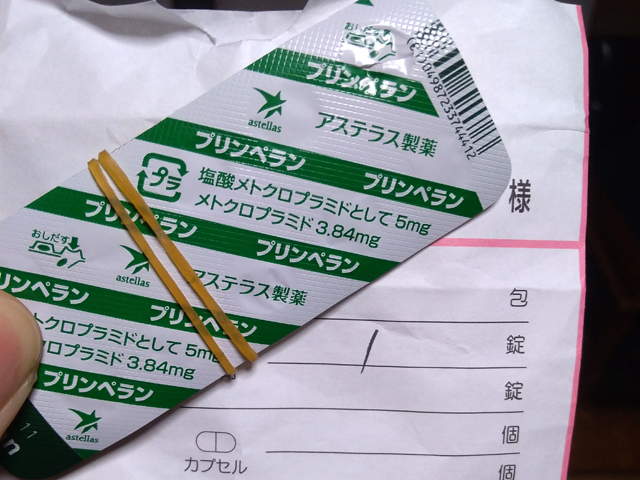 おしだす
プリンペラン
(01)04987233744412
astellas
アステラス製薬
プリンペラン
プリンペラン
プラ
塩酸メトクロプラミドとして 5mg
メトクロプラミド 3.84mg
プリンペラン
プリンペラン
おしだす
astellas
アステラス製薬
プリンペラン
プリンペラン
トクロプラミドとして 5mg
ロプラミド 3.84mg
プリンペラン
astellas
11
n
様
包
1 錠
錠
個
カプセル
個